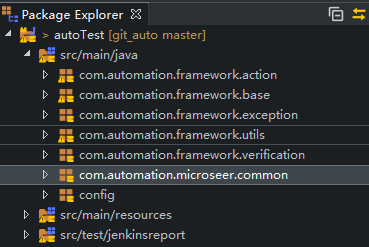 Package Explorer
> autoTest [git_auto master]
src/main/java
com.automation.framework.action
com.automation.framework.base
com.automation.framework.exception
com.automation.framework.utils
com.automation.framework.verification
com.automation.microseer.common
config
src/main/resources
src/test/jenkinsreport